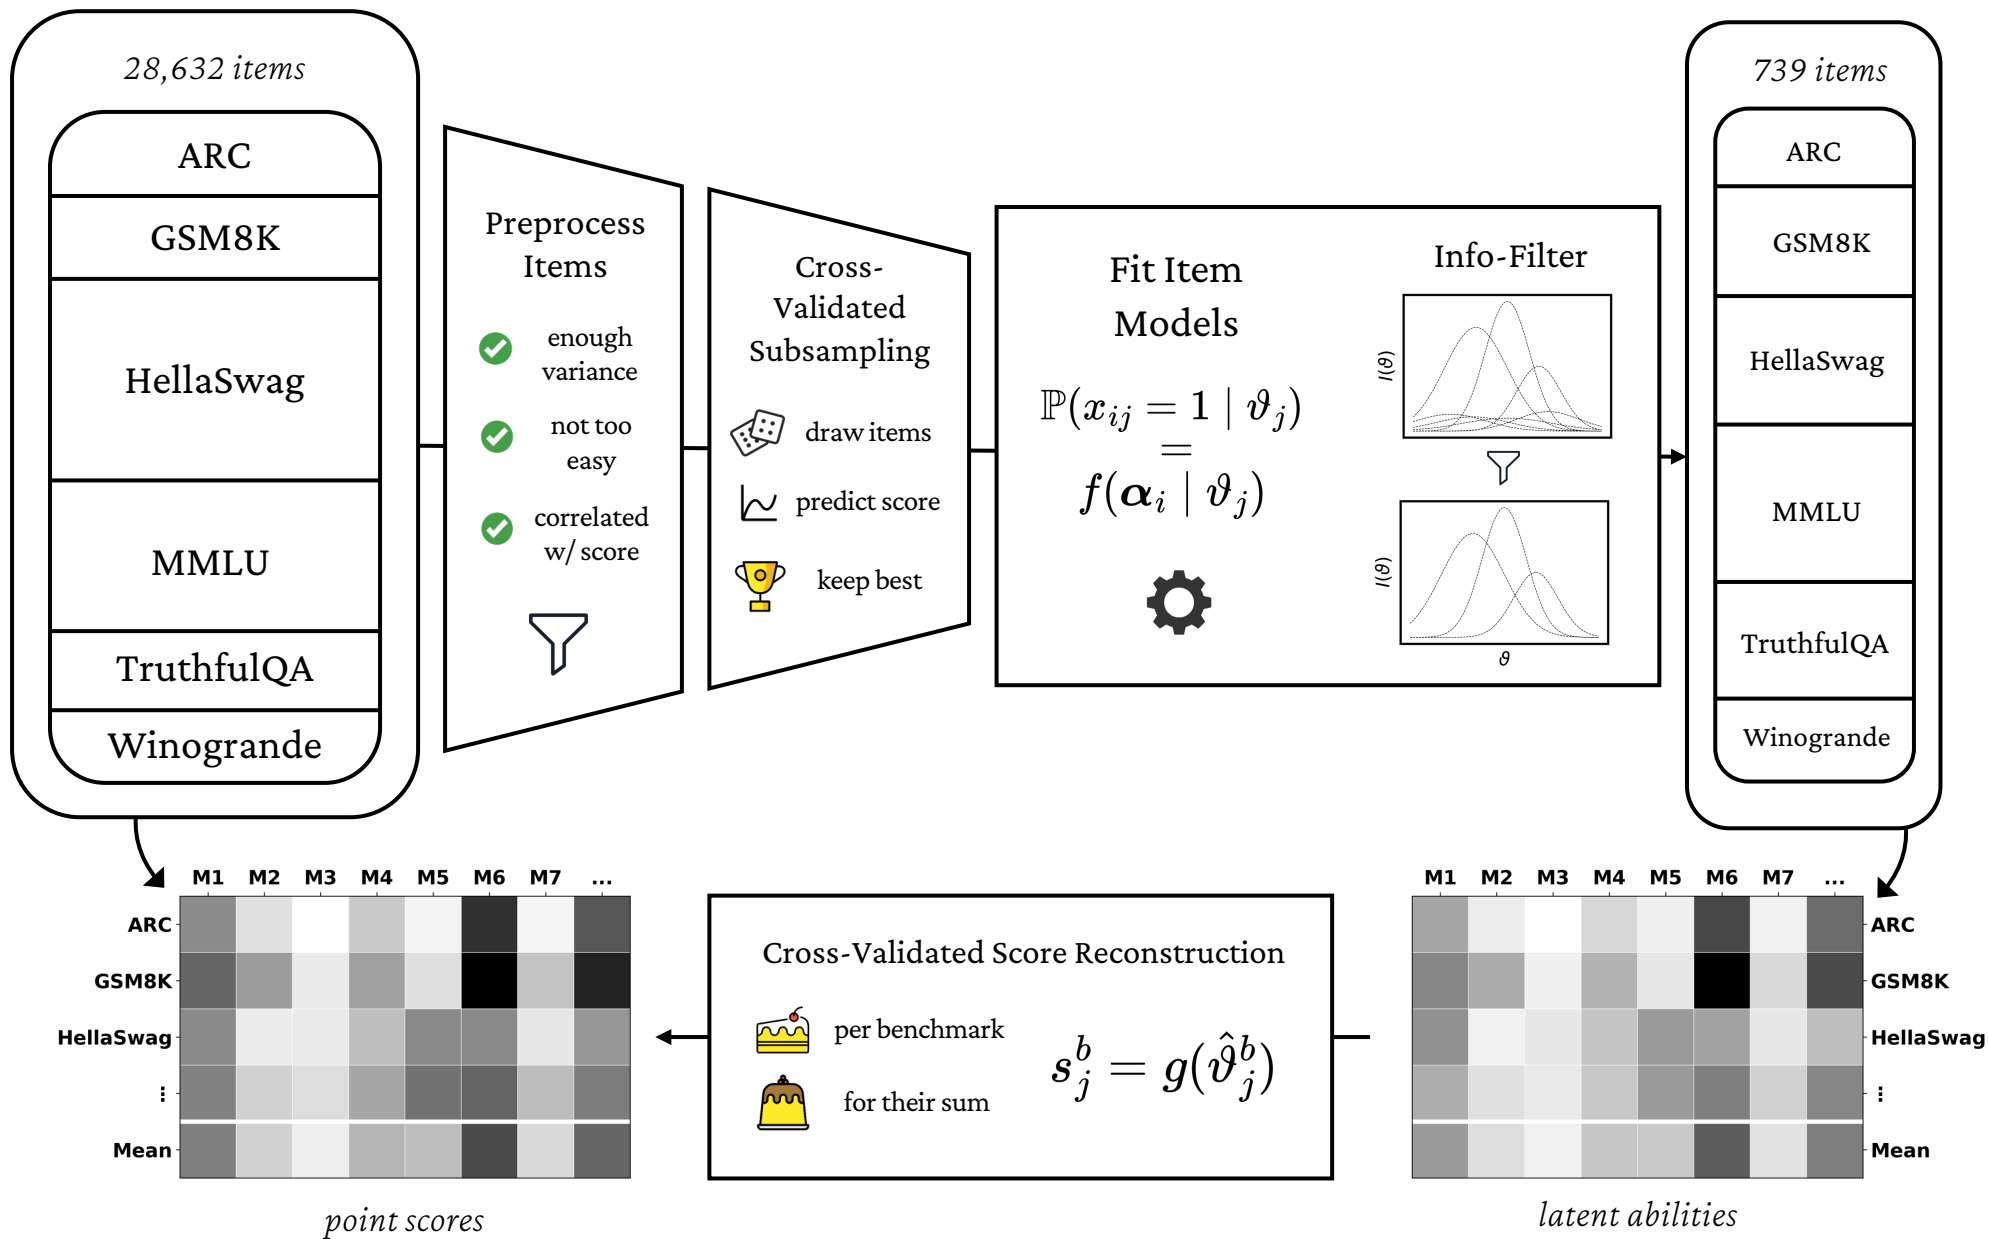 28,632 items
ARC
GSM8K
HellaSwag
MMLU
TruthfulQA
Winogrande
Preprocess
Items
enough
variance
not too
easy
correlated
w/ score
Cross-
Validated
Subsampling
draw items
predict score
keep best
Fit Item
Models
ℙ(x_{ij} = 1 | ϑ_j)
=
f(α_i | ϑ_j)
Info-Filter
I(ϑ)
I(ϑ)
ϑ
739 items
ARC
GSM8K
HellaSwag
MMLU
TruthfulQA
Winogrande
M1 M2 M3 M4 M5 M6 M7 ...
ARC
GSM8K
HellaSwag
⋮
Mean
point scores
Cross-Validated Score Reconstruction
per benchmark
for their sum
s_j^b = g(ϑ̂_j^b)
M1 M2 M3 M4 M5 M6 M7 ...
ARC
GSM8K
HellaSwag
⋮
Mean
latent abilities